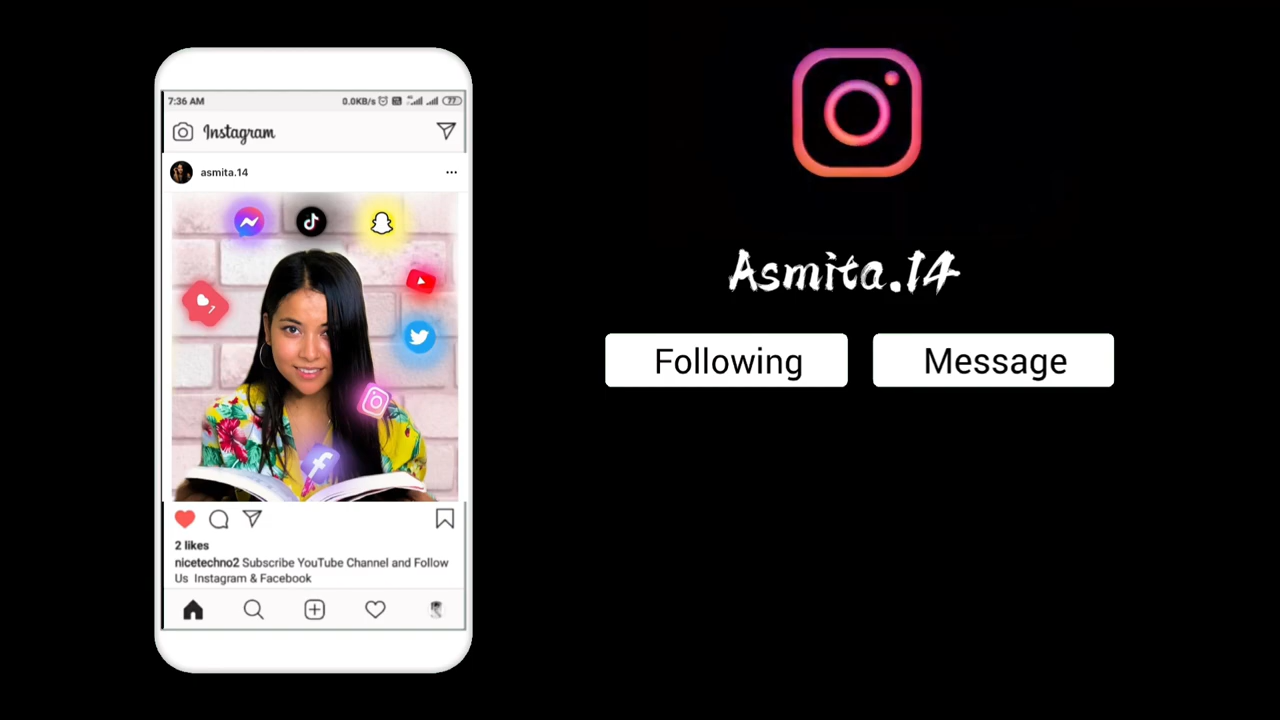 7:36 AM
0.0KB/s
77
Instagram
asmita.14
2 likes
nicetechno2 Subscribe YouTube Channel and Follow
Us Instagram & Facebook
Asmita.14
Following
Message